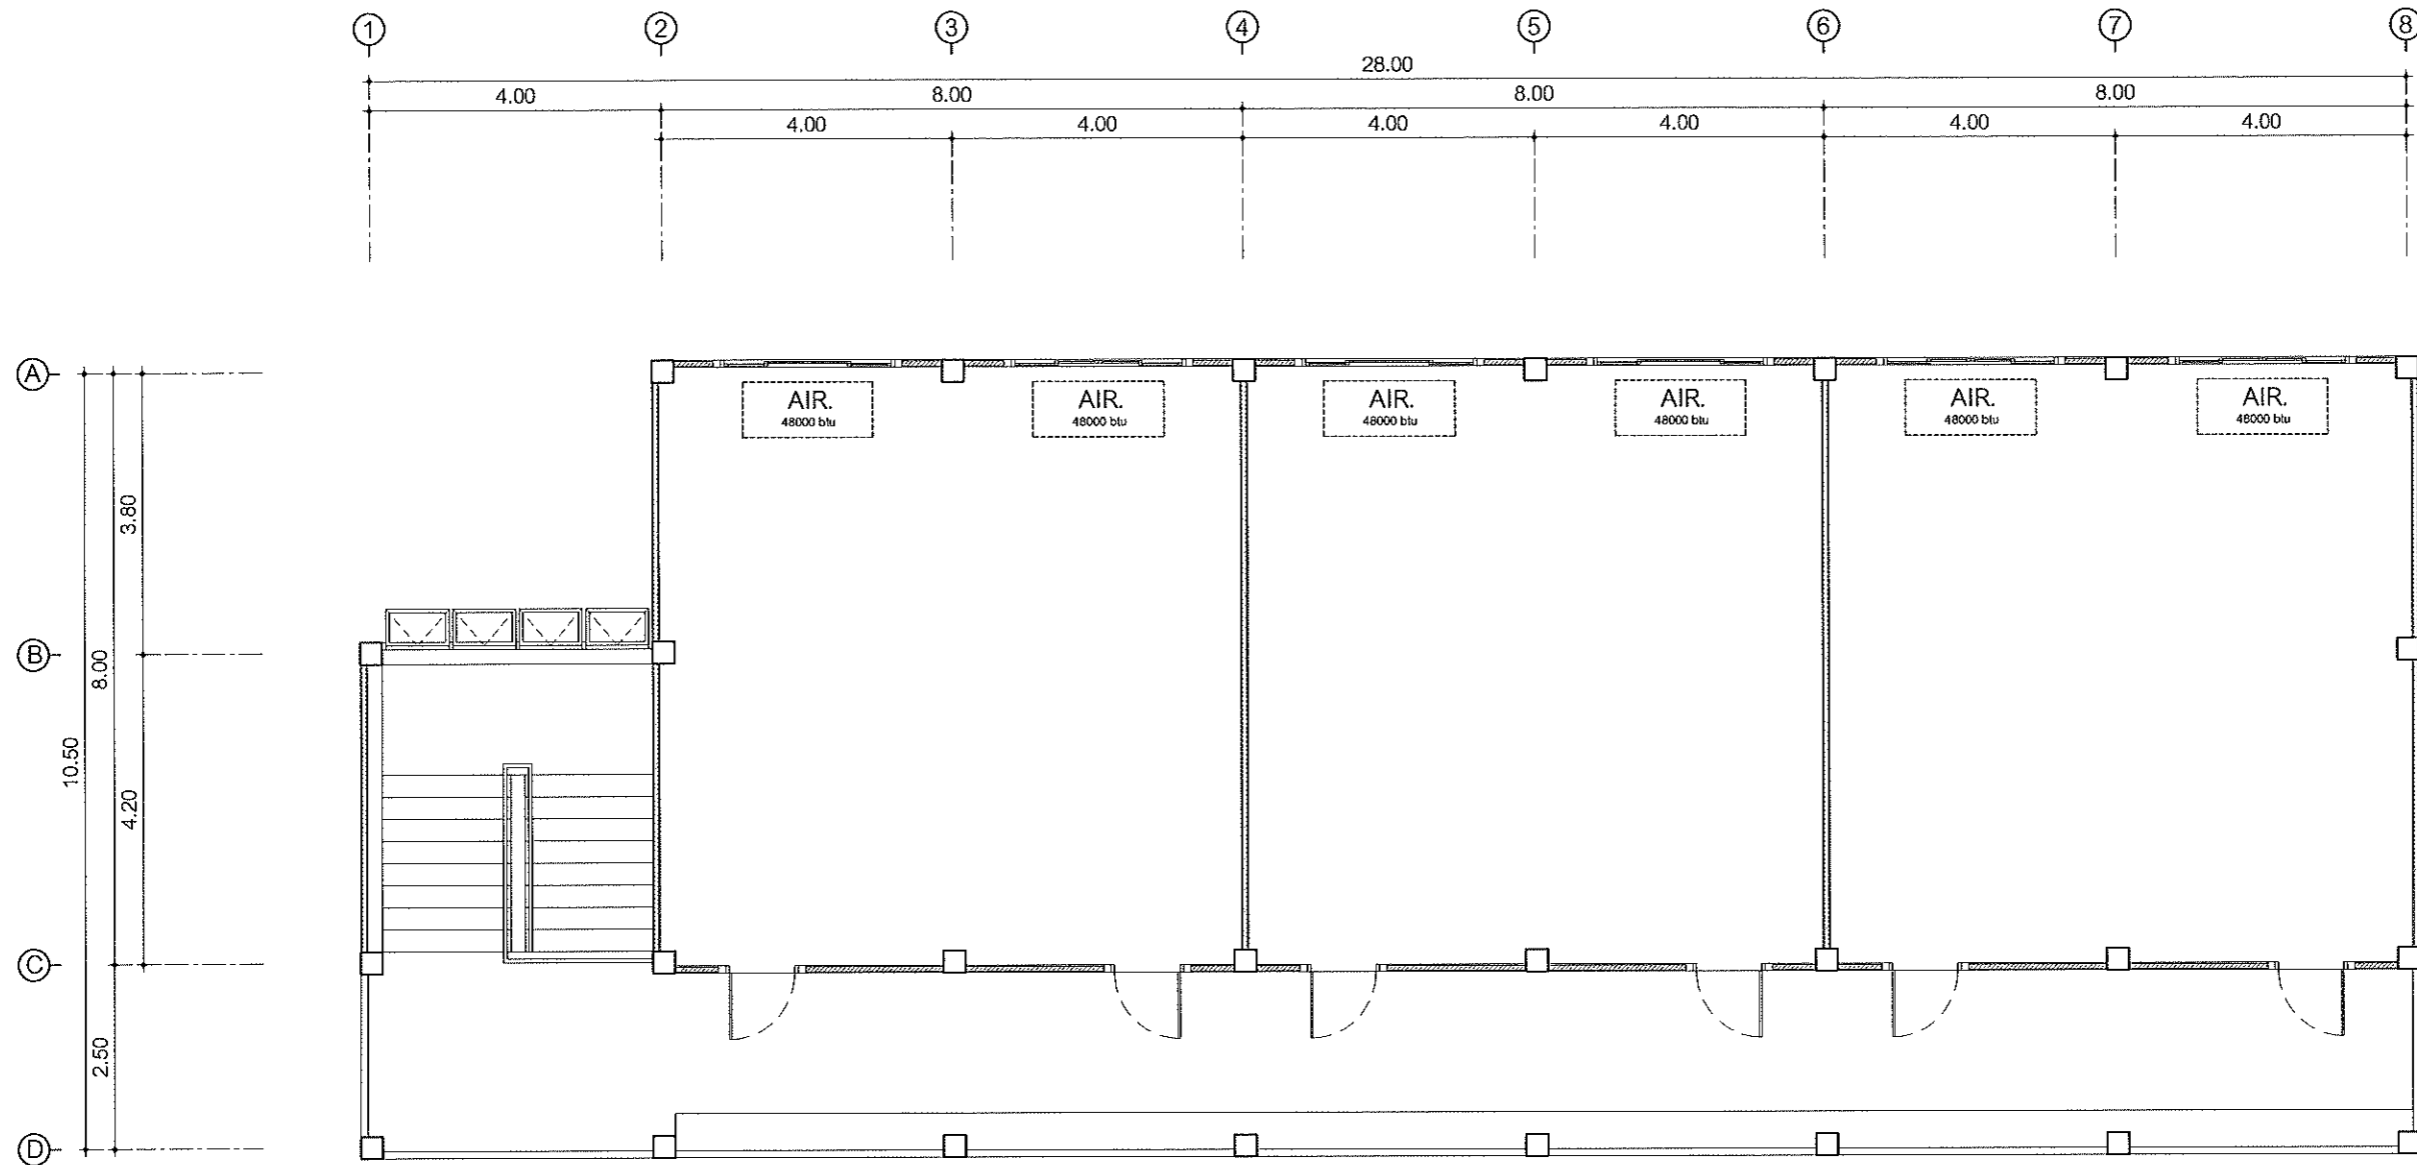 1 2 3 4 5 6 7 8
28.00
4.00 8.00 8.00 8.00
4.00 4.00 4.00 4.00 4.00 4.00
A
AIR. AIR. AIR. AIR. AIR. AIR.
48000 btu 48000 btu 48000 btu 48000 btu 48000 btu 48000 btu
3.80
B
8.00
10.50
4.20
C
2.50
D